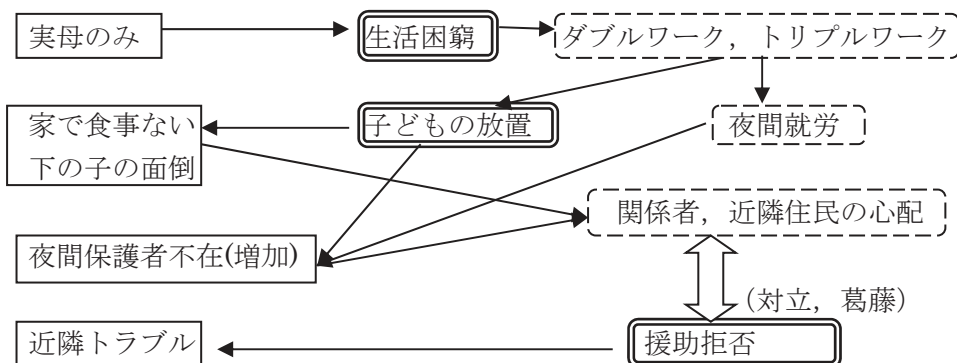 実母のみ
生活困窮
ダブルワーク，トリプルワーク
家で食事ない
下の子の面倒
子どもの放置
夜間就労
関係者，近隣住民の心配
夜間保護者不在(増加)
(対立，葛藤)
近隣トラブル
援助拒否